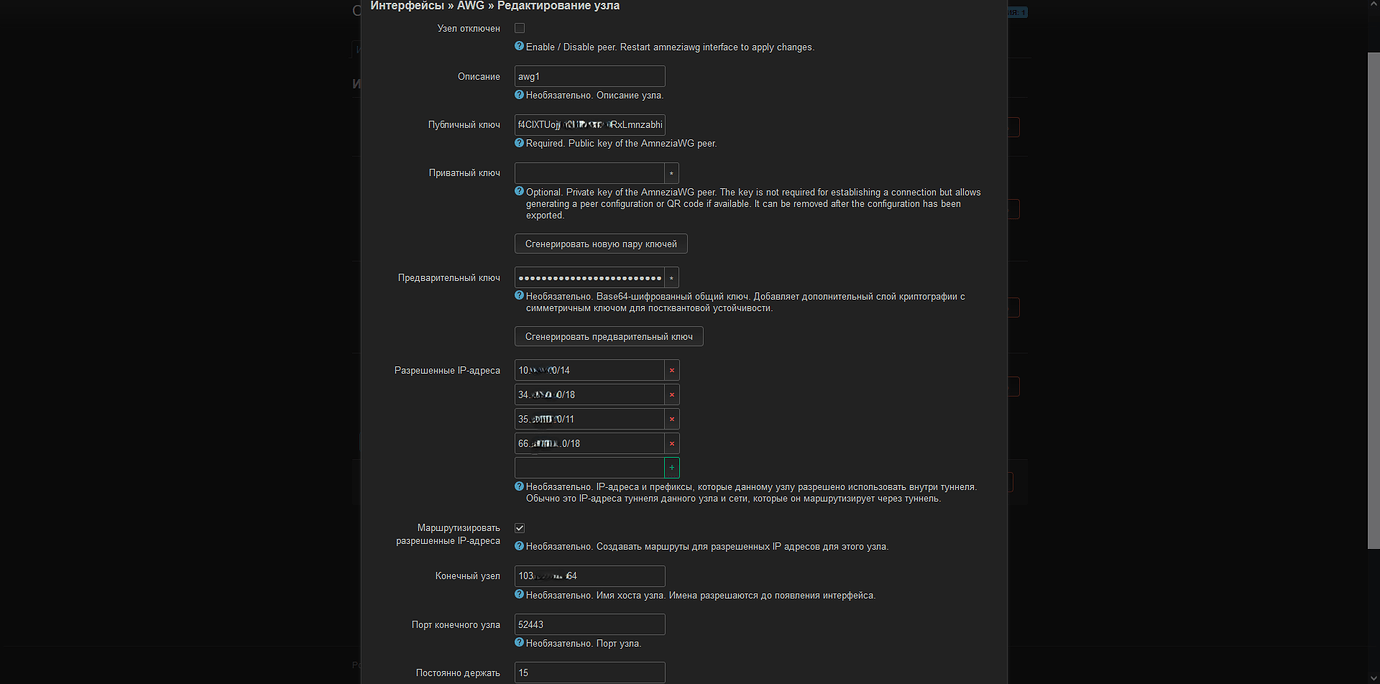 Интерфейсы » AWG » Редактирование узла
Узел отключен
Enable / Disable peer. Restart amneziawg interface to apply changes.
Описание
awg1
Необязательно. Описание узла.
Публичный ключ
Required. Public key of the AmneziaWG peer.
Приватный ключ
*
Optional. Private key of the AmneziaWG peer. The key is not required for establishing a connection but allows
generating a peer configuration or QR code if available. It can be removed after the configuration has been
exported.
Сгенерировать новую пару ключей
Предварительный ключ
*
Необязательно. Base64-шифрованный общий ключ. Добавляет дополнительный слой криптографии с
симметричным ключом для постквантовой устойчивости.
Сгенерировать предварительный ключ
Разрешенные IP-адреса
10. 0/14
34. 0/18
35. 0/11
66. .0/18
+
Необязательно. IP-адреса и префиксы, которые данному узлу разрешено использовать внутри туннеля.
Обычно это IP-адреса туннеля данного узла и сети, которые он маршрутизирует через туннель.
Маршрутизировать
разрешенные IP-адреса
Необязательно. Создавать маршруты для разрешенных IP адресов для этого узла.
Конечный узел
103 64
Необязательно. Имя хоста узла. Имена разрешаются до появления интерфейса.
Порт конечного узла
52443
Необязательно. Порт узла.
Постоянно держать
15